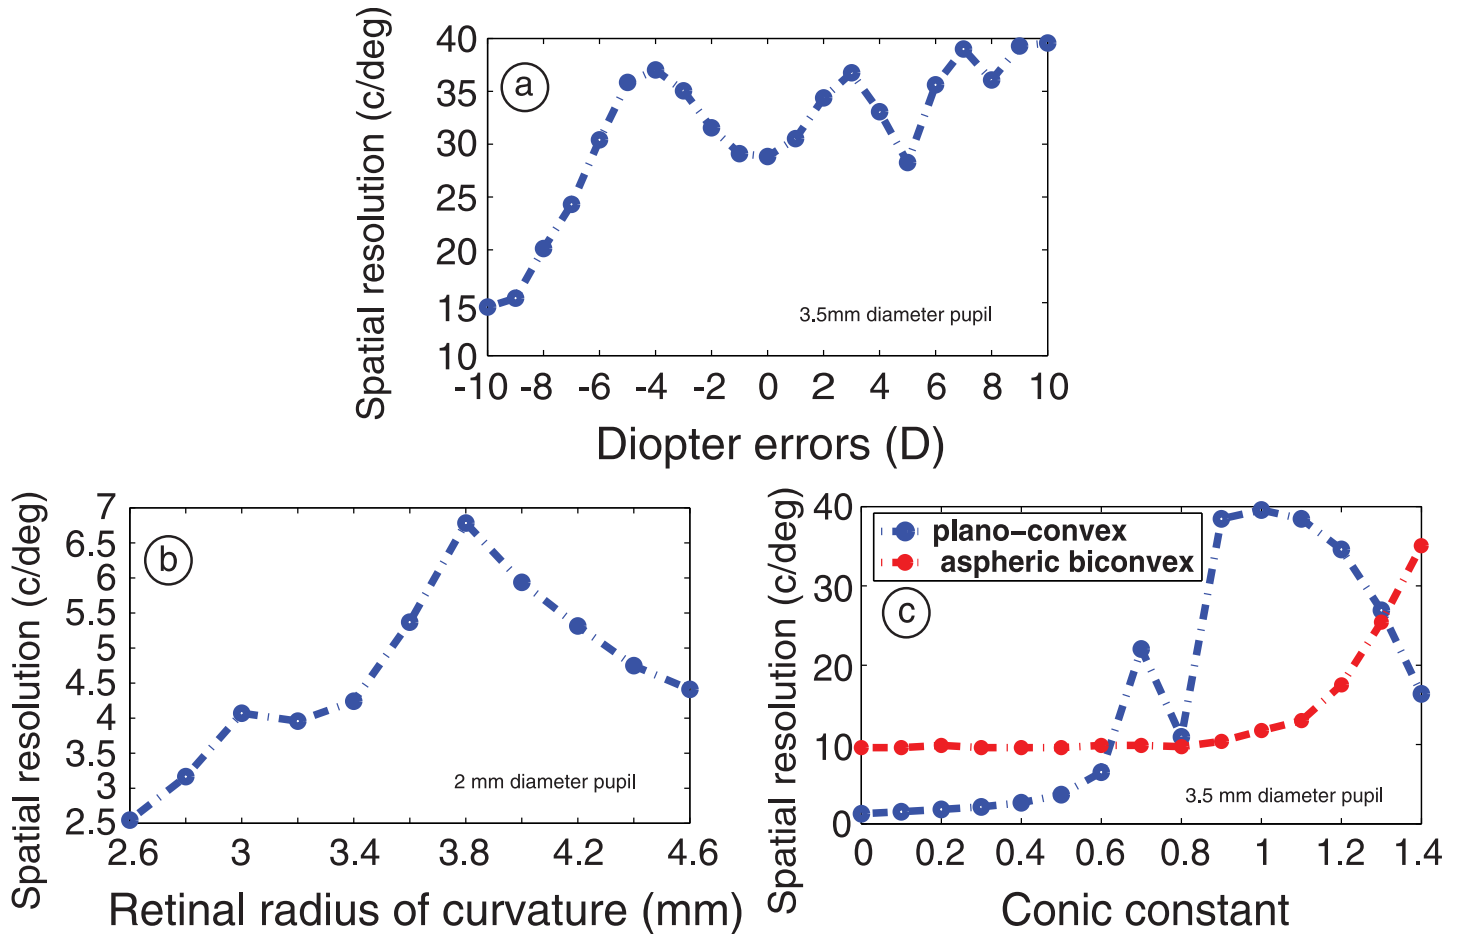 Spatial resolution (c/deg)
40
35
30
25
20
15
10
a
3.5mm diameter pupil
-10 -8 -6 -4 -2 0 2 4 6 8 10
Diopter errors (D)
Spatial resolution (c/deg)
7
6.5
6
5.5
5
4.5
4
3.5
3
2.5
b
2 mm diameter pupil
2.6 3 3.4 3.8 4.2 4.6
Retinal radius of curvature (mm)
Spatial resolution (c/deg)
40
30
20
10
0
plano-convex
aspheric biconvex
c
3.5 mm diameter pupil
0 0.2 0.4 0.6 0.8 1 1.2 1.4
Conic constant